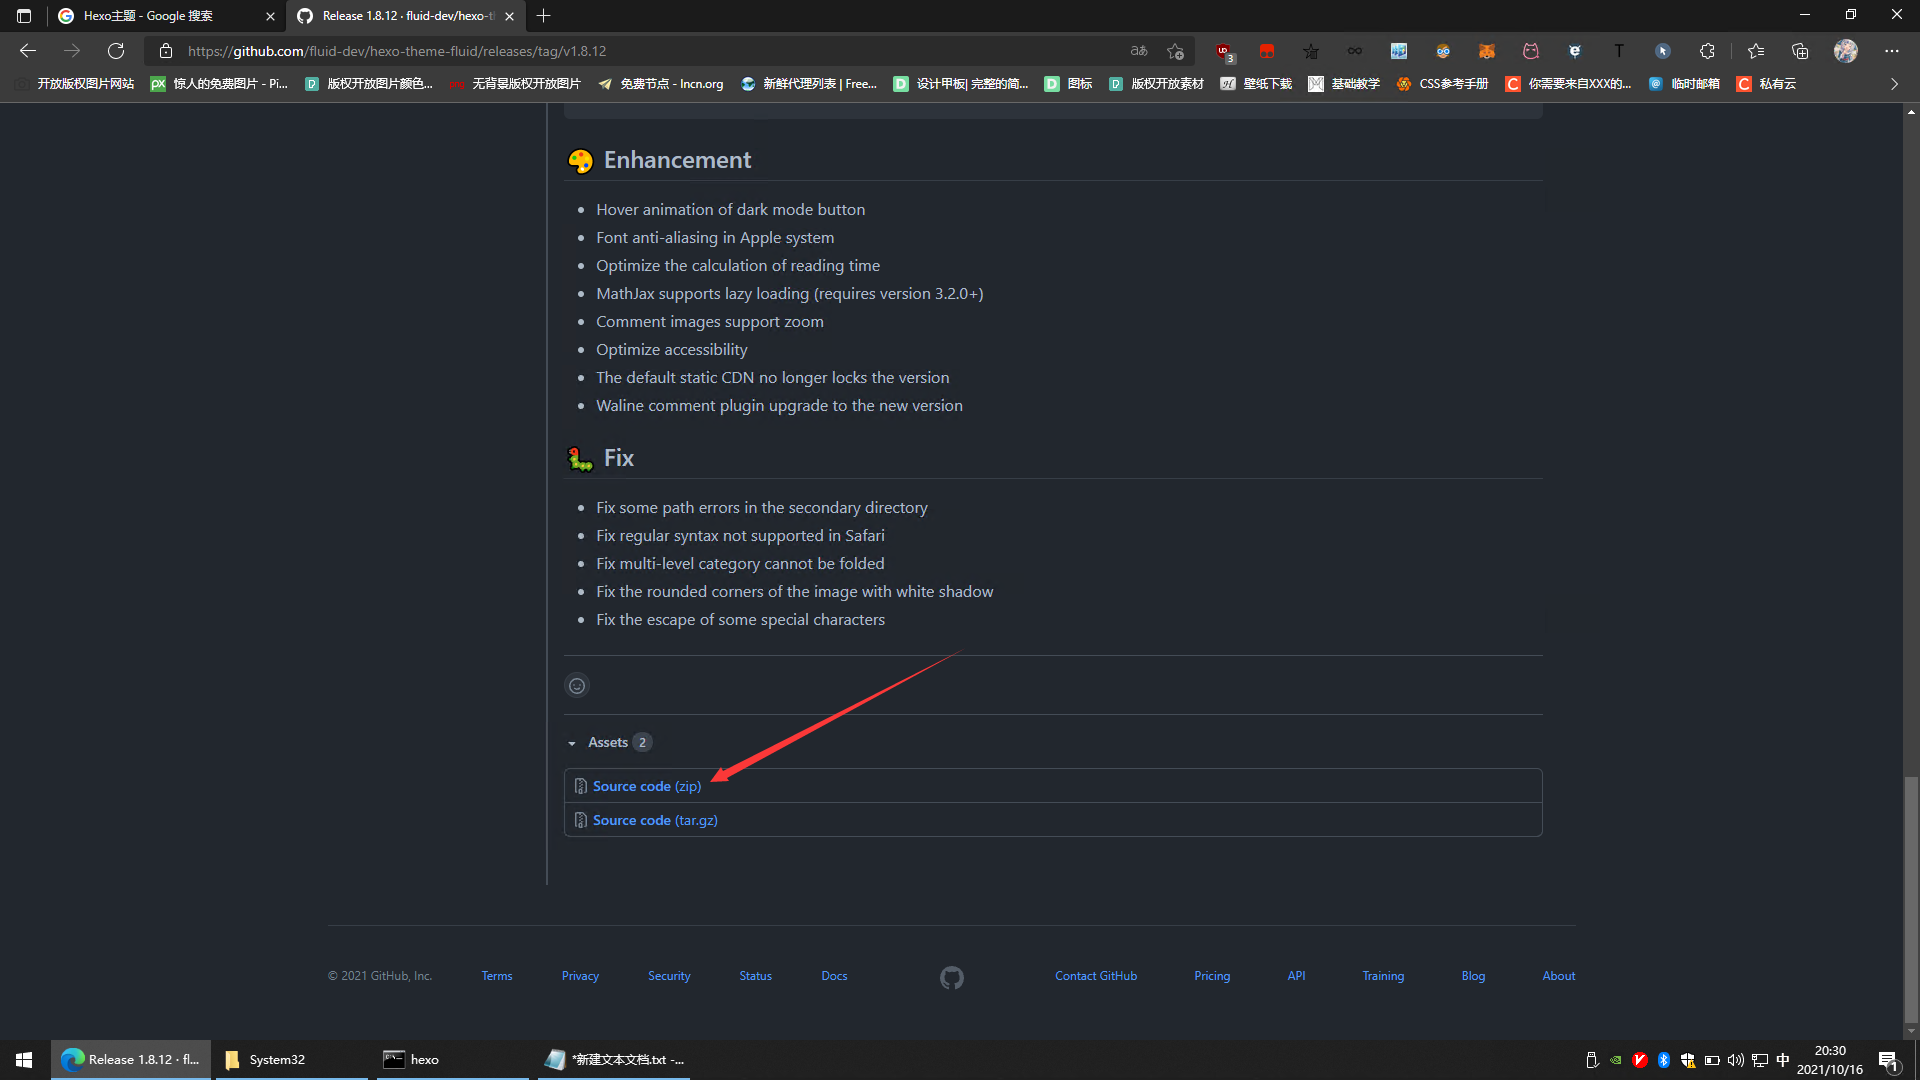 Hexo主题 - Google 搜索
Release 1.8.12 · fluid-dev/hexo-t
https://github.com/fluid-dev/hexo-theme-fluid/releases/tag/v1.8.12
开放版权图片网站
惊人的免费图片 - Pi...
版权开放图片颜色...
无背景版权开放图片
免费节点 - lncn.org
新鲜代理列表 | Free...
设计甲板| 完整的简...
图标
版权开放素材
壁纸下载
基础教学
CSS参考手册
你需要来自XXX的...
临时邮箱
私有云
Enhancement
Hover animation of dark mode button
Font anti-aliasing in Apple system
Optimize the calculation of reading time
MathJax supports lazy loading (requires version 3.2.0+)
Comment images support zoom
Optimize accessibility
The default static CDN no longer locks the version
Waline comment plugin upgrade to the new version
Fix
Fix some path errors in the secondary directory
Fix regular syntax not supported in Safari
Fix multi-level category cannot be folded
Fix the rounded corners of the image with white shadow
Fix the escape of some special characters
Assets 2
Source code (zip)
Source code (tar.gz)
© 2021 GitHub, Inc.
Terms
Privacy
Security
Status
Docs
Contact GitHub
Pricing
API
Training
Blog
About
Release 1.8.12 · fl...
System32
hexo
*新建文本文档.txt -...
中
20:30
2021/10/16
1